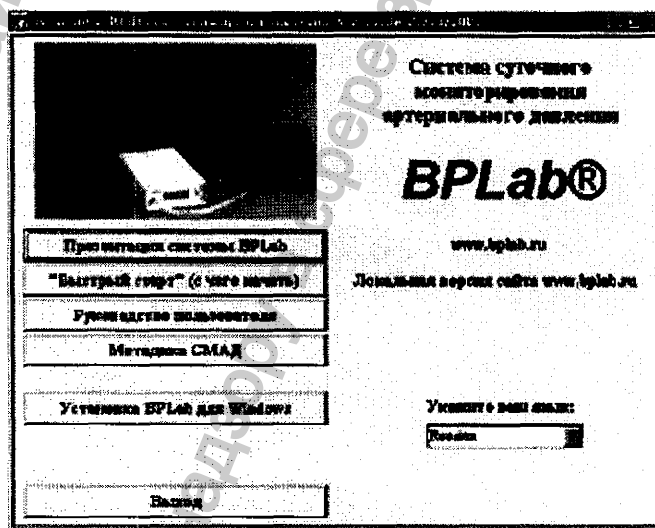 Система суточного
мониторирования
артериального давления
BPLab®
Презентация системы BPLab
www.bplab.ru
"Быстрый старт" (с чего начать)
Локальная версия сайта www.bplab.ru
Руководство пользователя
Методика СМАД
Установка BPLab для Windows
Укажите ваш язык:
Russian
Выход